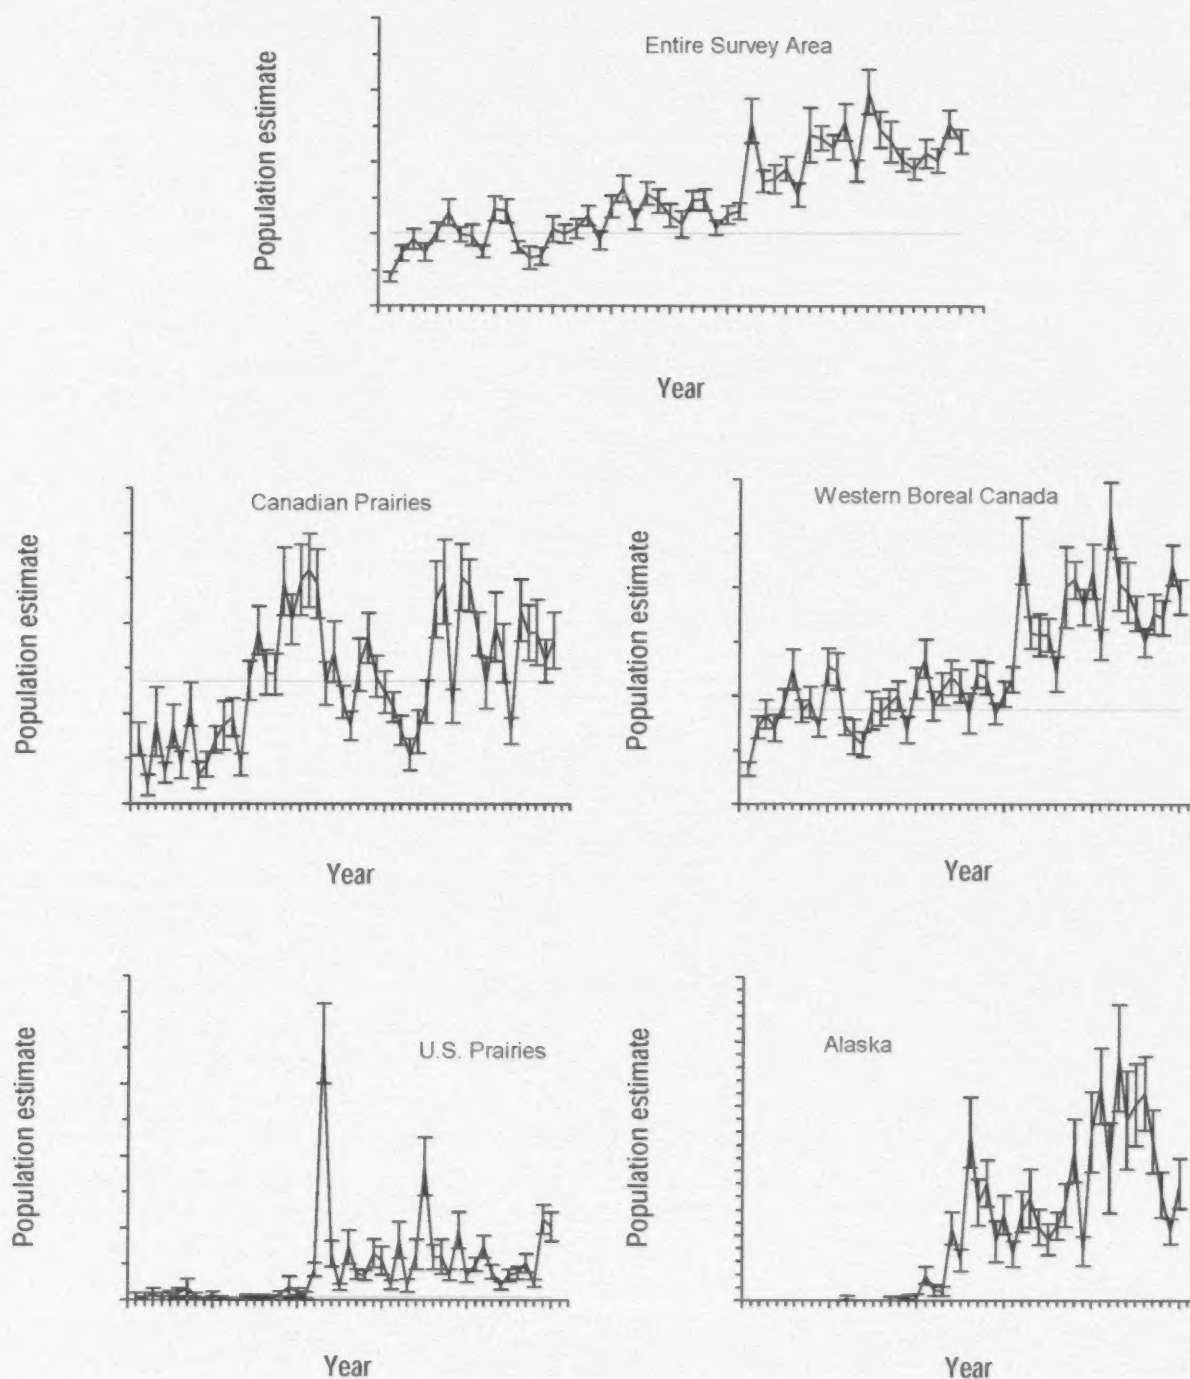 Entire Survey Area
Population estimate
Year
Canadian Prairies
Population estimate
Year
Western Boreal Canada
Population estimate
Year
U.S. Prairies
Population estimate
Year
Alaska
Population estimate
Year